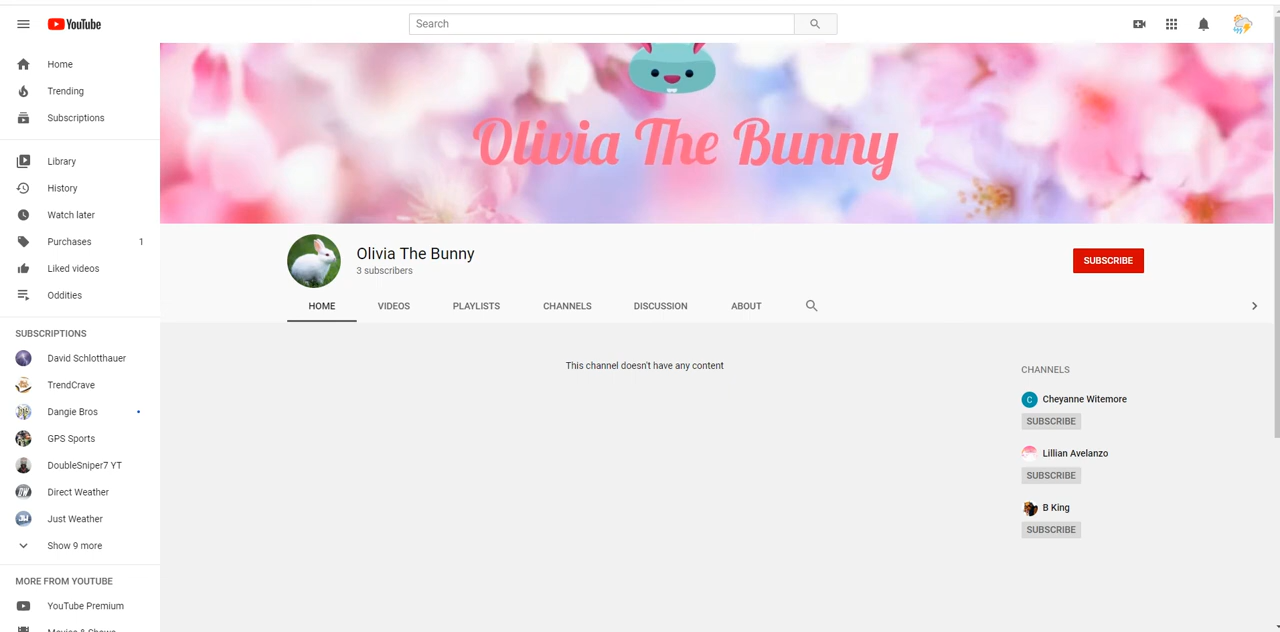 YouTube
Search
Home
Trending
Subscriptions
Library
History
Watch later
Purchases 1
Liked videos
Oddities
SUBSCRIPTIONS
David Schlotthauer
TrendCrave
Dangie Bros
GPS Sports
DoubleSniper7 YT
Direct Weather
Just Weather
Show 9 more
MORE FROM YOUTUBE
YouTube Premium
Movies & Shows
Olivia The Bunny
Olivia The Bunny
3 subscribers
SUBSCRIBE
HOME VIDEOS PLAYLISTS CHANNELS DISCUSSION ABOUT
This channel doesn't have any content
CHANNELS
C Cheyanne Witemore
SUBSCRIBE
Lillian Avelanzo
SUBSCRIBE
B King
SUBSCRIBE